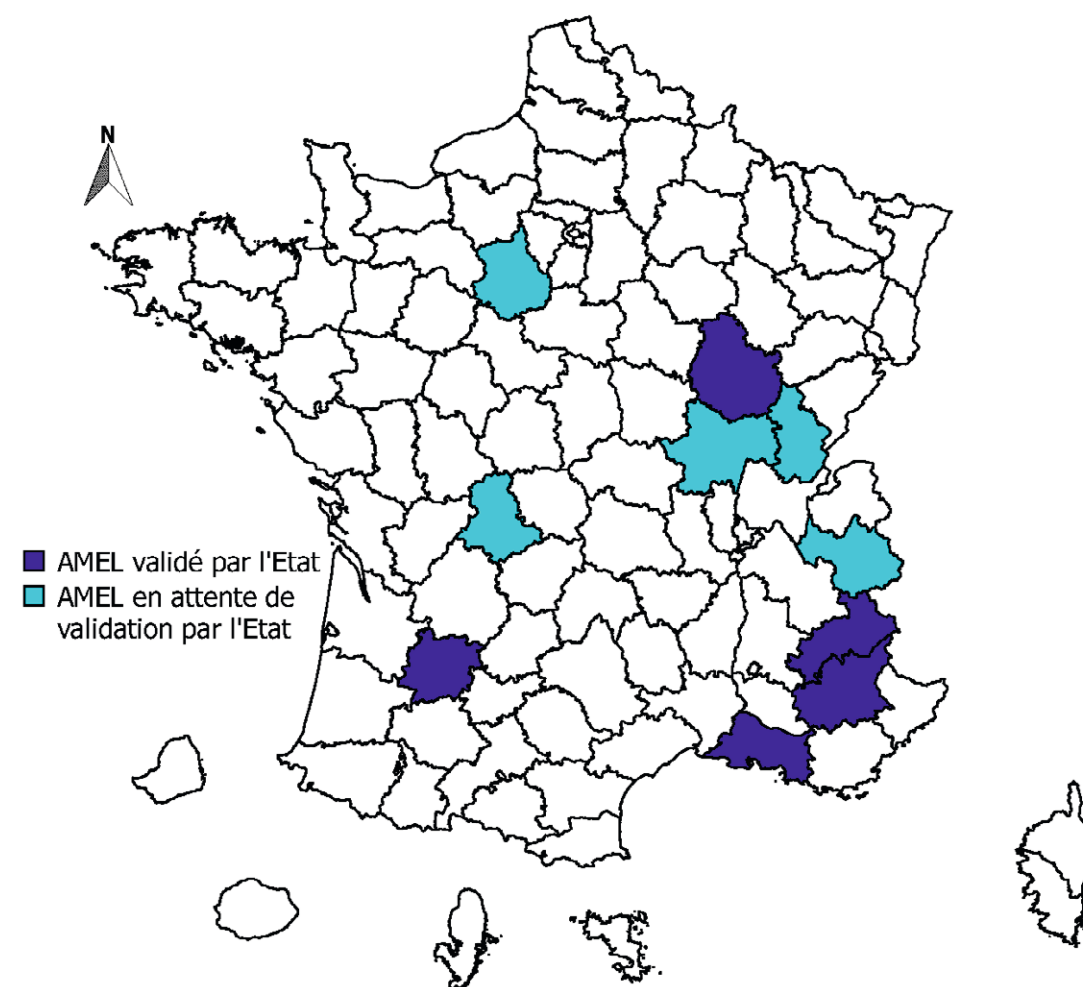 N
AMEL validé par l'Etat
AMEL en attente de
validation par l'Etat